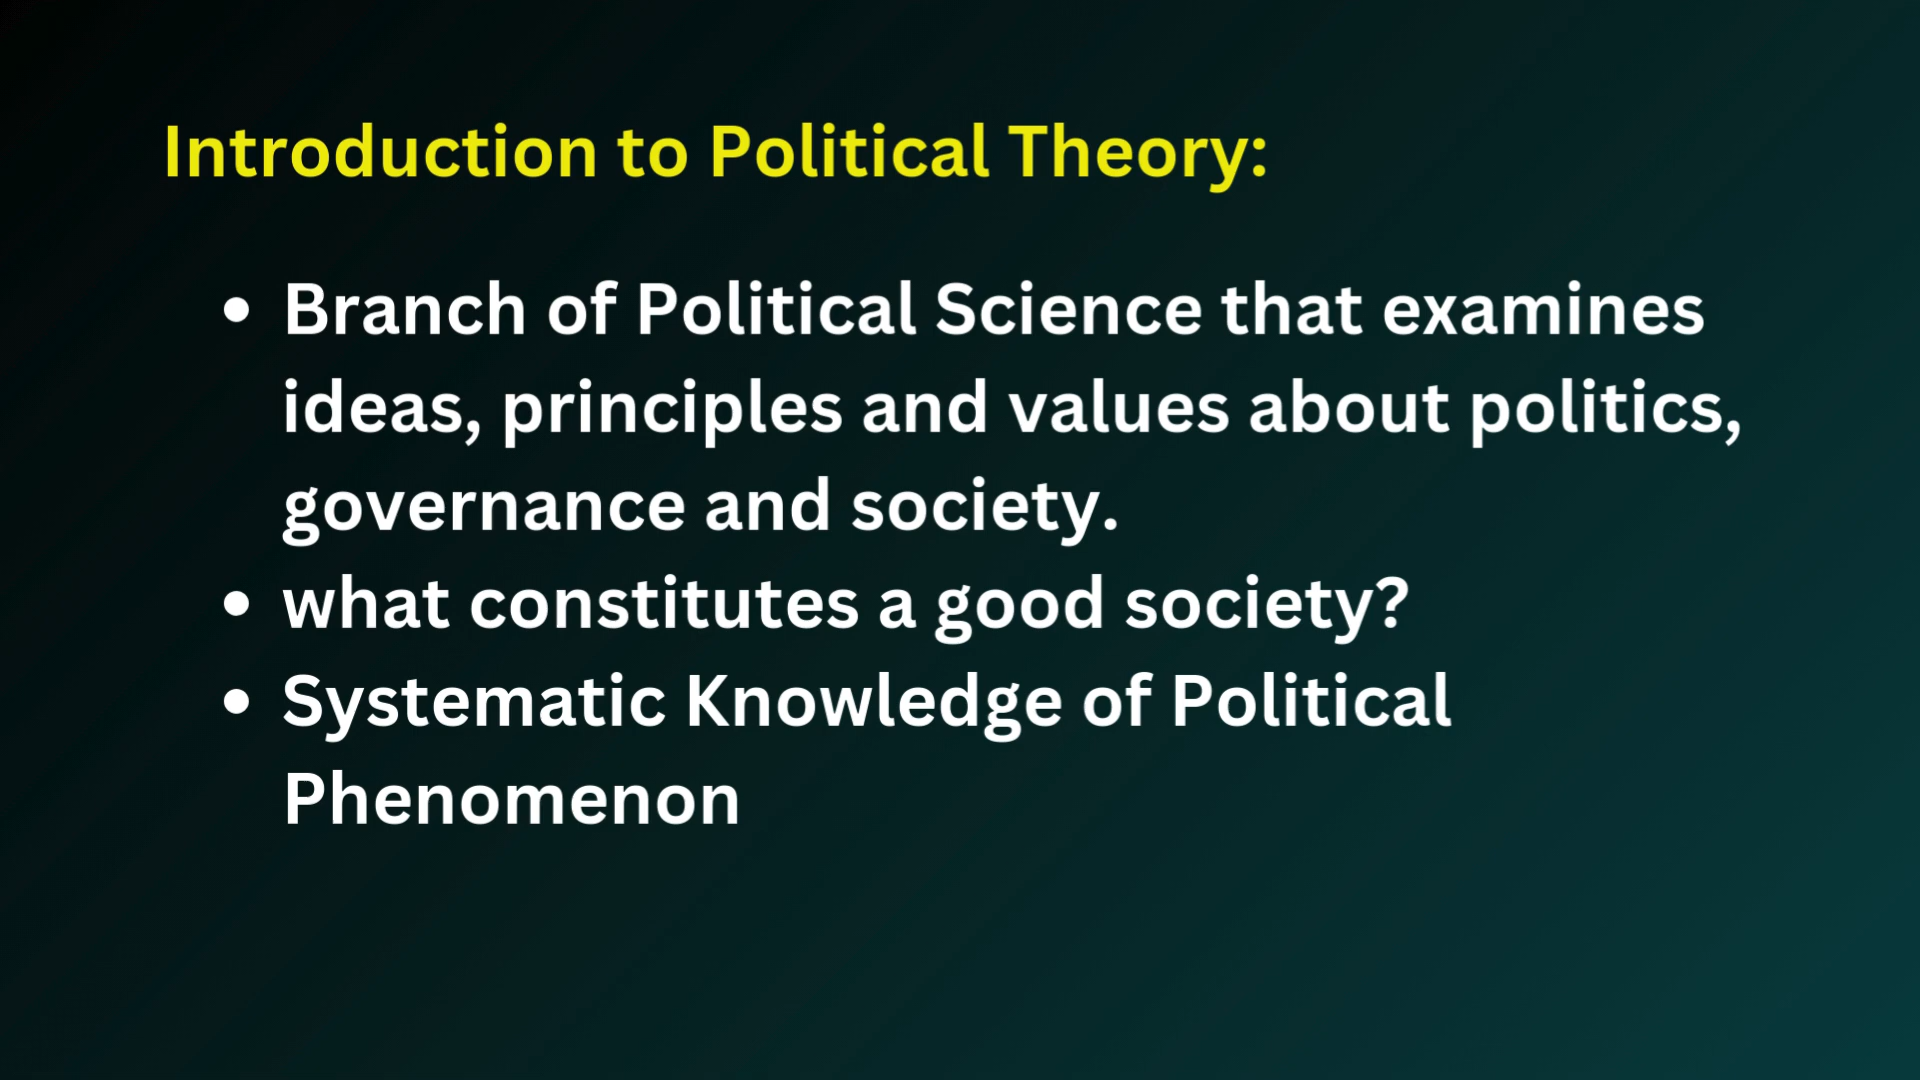 Introduction to Political Theory:
• Branch of Political Science that examines
ideas, principles and values about politics,
governance and society.
• what constitutes a good society?
• Systematic Knowledge of Political
Phenomenon